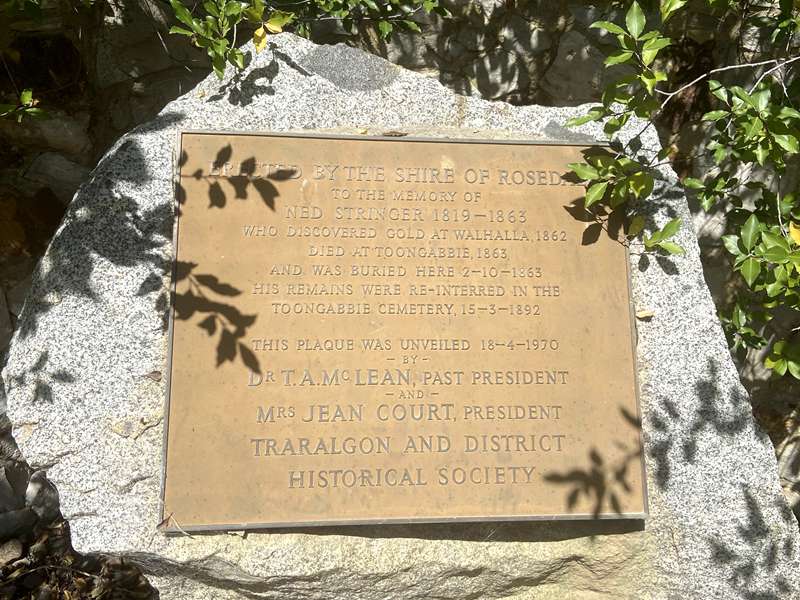 ERECTED BY THE SHIRE OF ROSEDALE
TO THE MEMORY OF
NED STRINGER 1819-1863
WHO DISCOVERED GOLD AT WALHALLA, 1862
DIED AT TOONGABBIE, 1863
AND WAS BURIED HERE 2-10-1863
HIS REMAINS WERE RE-INTERRED IN THE
TOONGABBIE CEMETERY, 15-3-1892
THIS PLAQUE WAS UNVEILED 18-4-1970
- BY -
DR T.A. MCLEAN, PAST PRESIDENT
- AND -
MRS JEAN COURT, PRESIDENT
TRARALGON AND DISTRICT
HISTORICAL SOCIETY